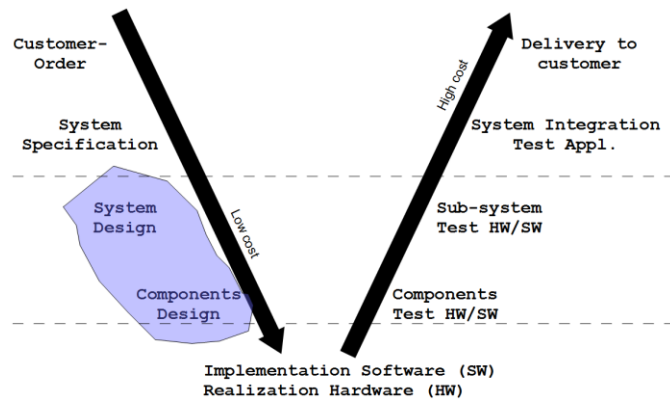 Customer-
Order
Delivery to
customer
High cost
System
Specification
System Integration
Test Appl.
System
Design
Low cost
Sub-system
Test HW/SW
Components
Design
Components
Test HW/SW
Implementation Software (SW)
Realization Hardware (HW)